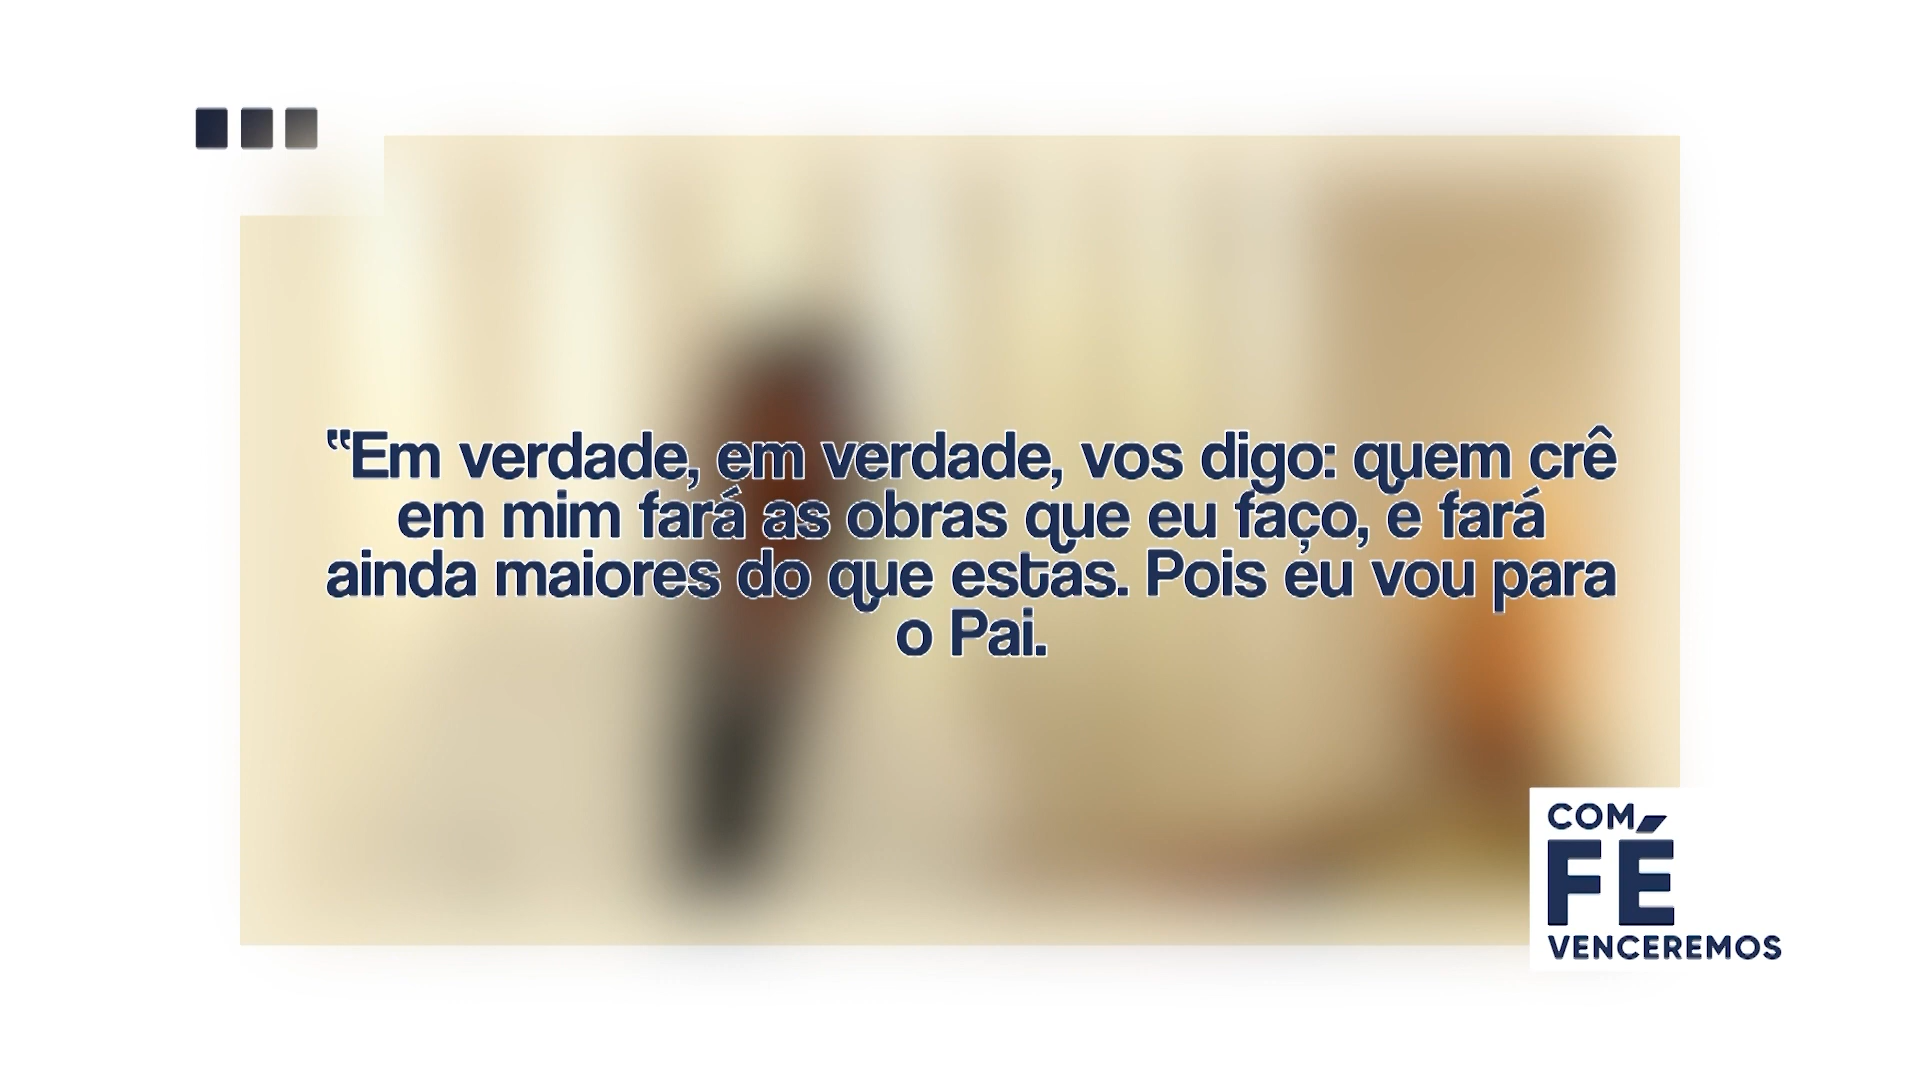 “Em verdade, em verdade, vos digo: quem crê
em mim fará as obras que eu faço, e fará
ainda maiores do que estas. Pois eu vou para
o Pai.
COM
FÉ
VENCEREMOS